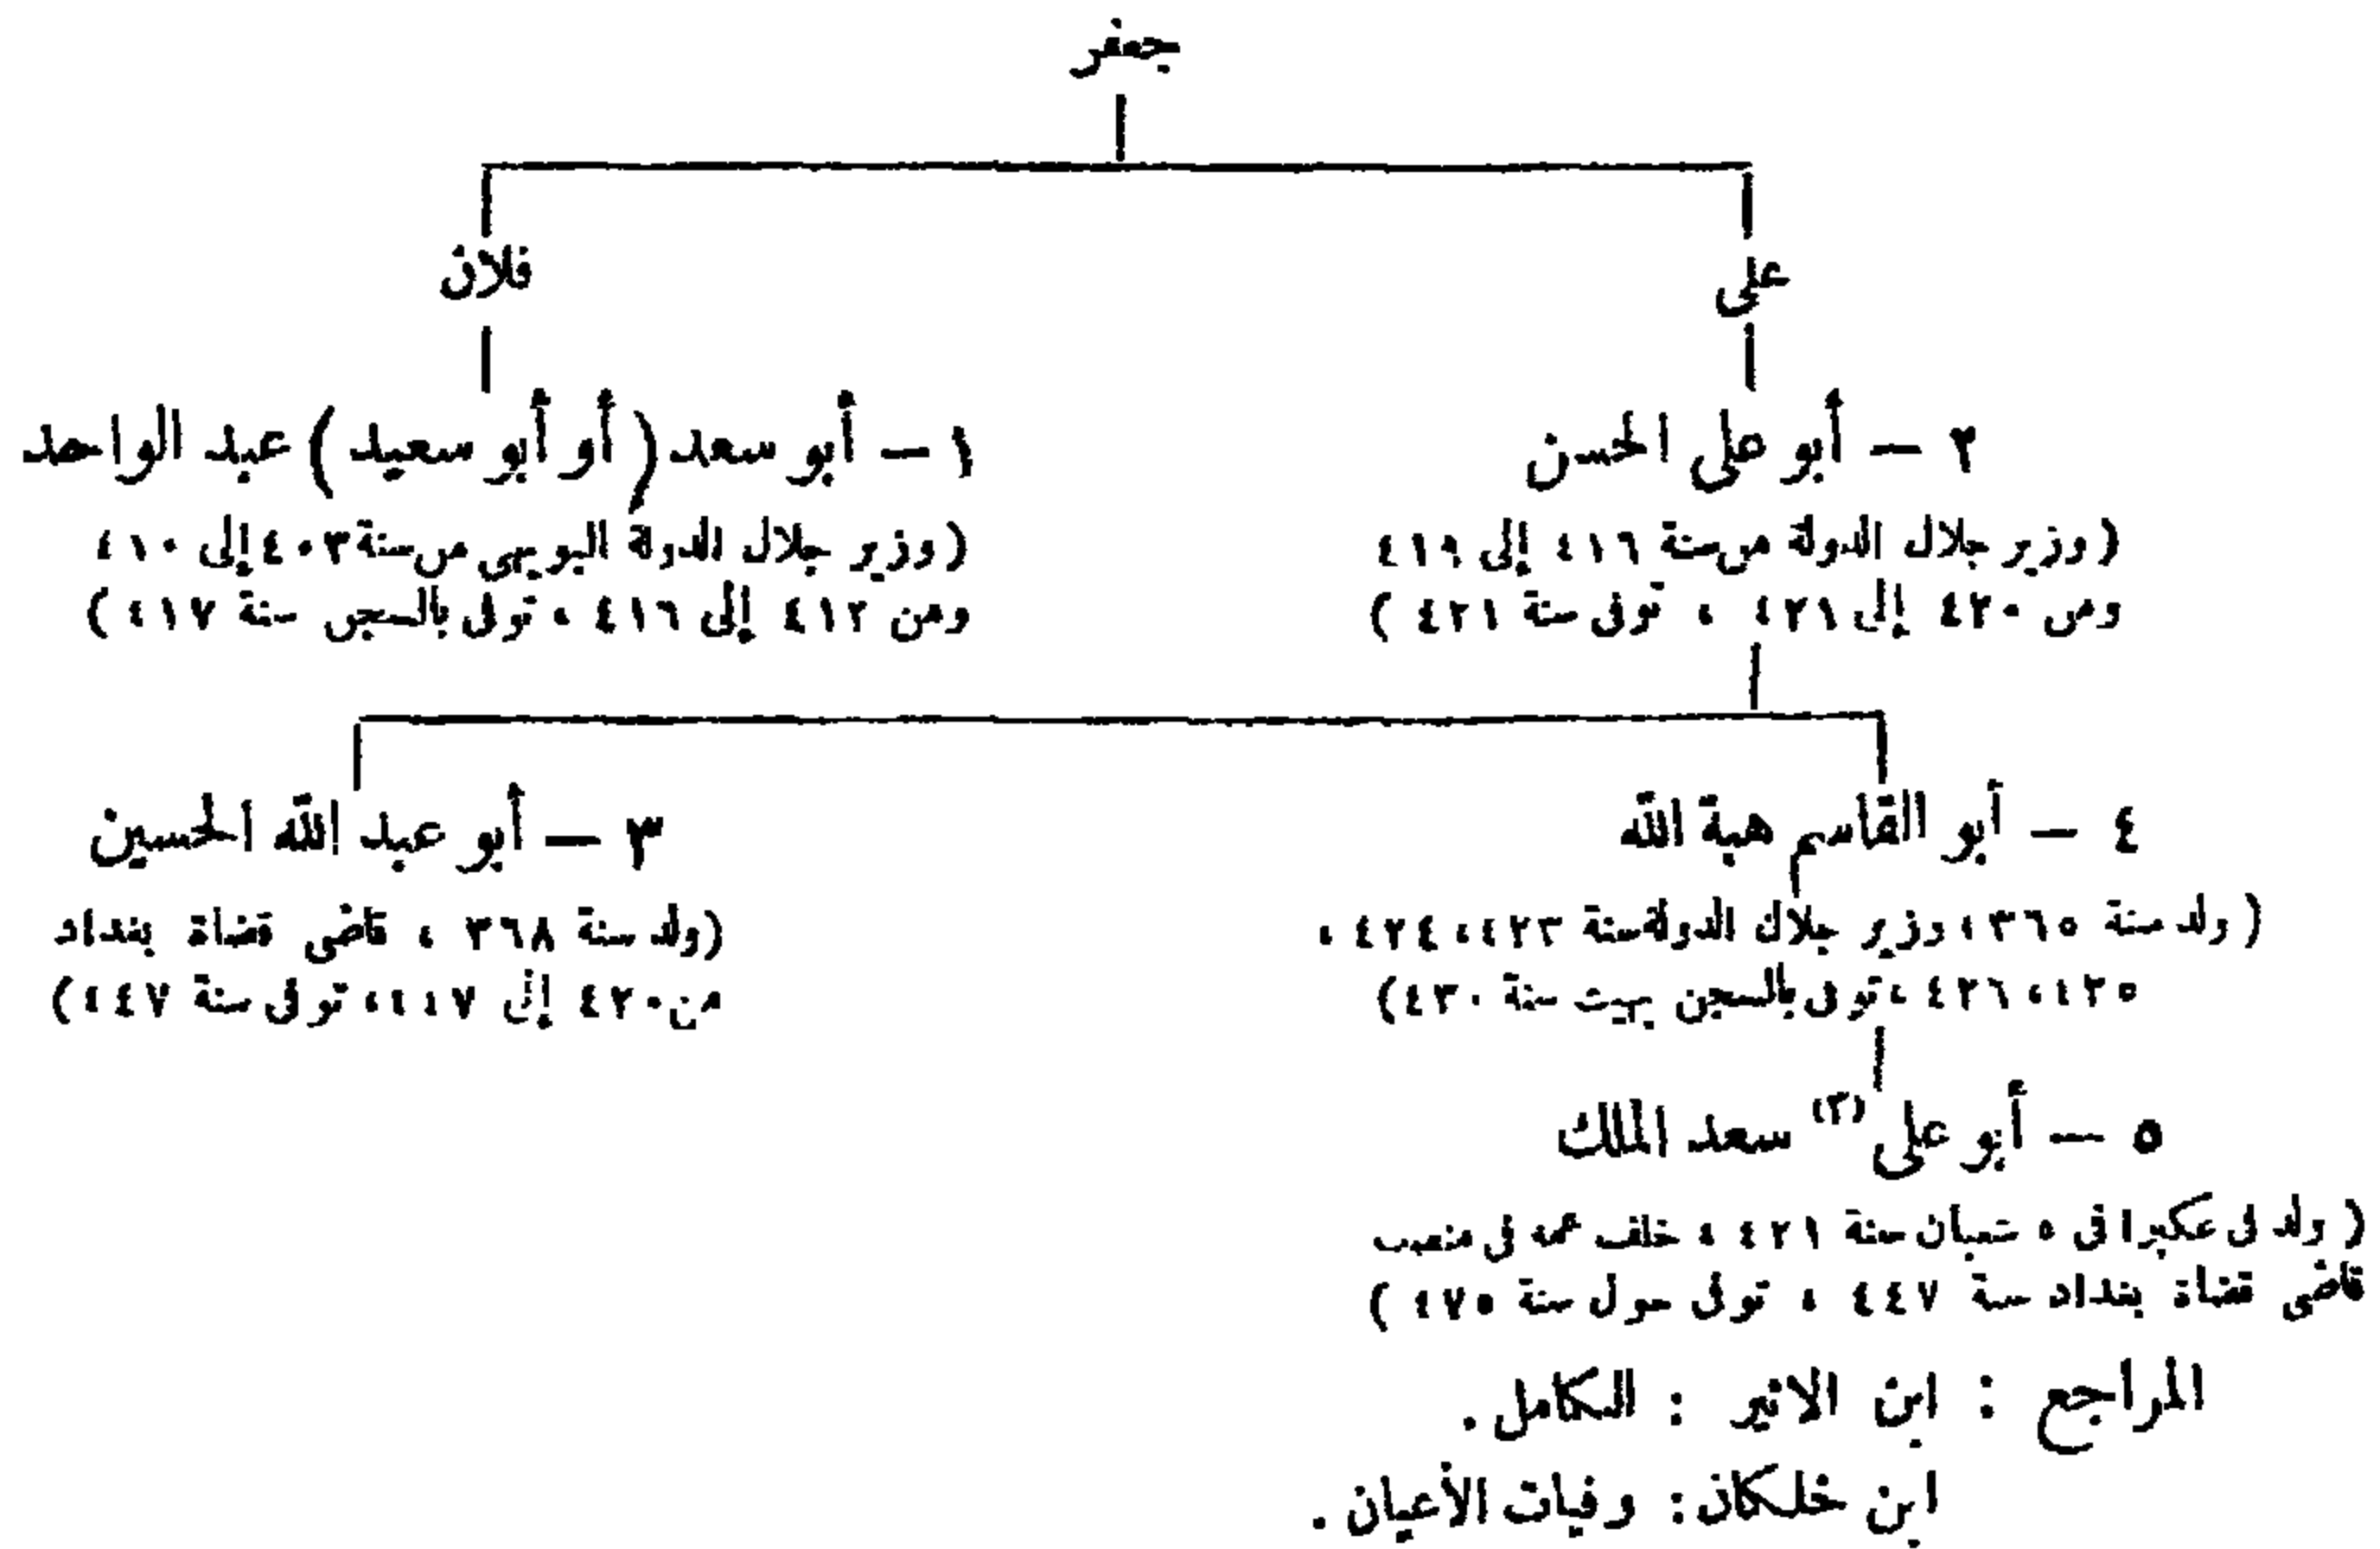 جعفر
على
فلان
٢ — أبو على الحسن
(وزير جلال الدولة من سنة ٤١٦ إلى ٤١٩
ومن ٤٢٠ إلى ٤٢١ ، توفى سنة ٤٢١ )
١ — أبو سعد (أو أبو سعيد) عبد الواحد
(وزير جلال الدولة البويهى من سنة ٤٠٣ إلى ٤١٠
ومن ٤١٢ إلى ٤١٦ ، توفى بالسجن سنة ٤١٧ )
٤ — أبو القاسم هبة الله
( ولد سنة ٣٦٥ ، وزير جلال الدولة سنة ٤٢٣ ، ٤٢٤ ،
٤٢٥ ، ٤٢٦ ، توفى بالسجن بهيت سنة ٤٣٠)
٣ — أبو عبد الله الحسين
(ولد سنة ٣٦٨ ، قاضى قضاة بغداد
من ٤٢٠ إلى ٤٤٧ ، توفى سنة ٤٤٧)
٥ — أبو على (٢) سعد الملك
( ولد فى عكبرا فى ٥ شعبان سنة ٤٢١ ، خلف عمه فى منصب
قاضى قضاة بغداد سنة ٤٤٧ ، توفى حول سنة ٤٧٥ )
المراجع : ابن الاثير : الكامل .
ابن خلكان : وفيات الأعيان .